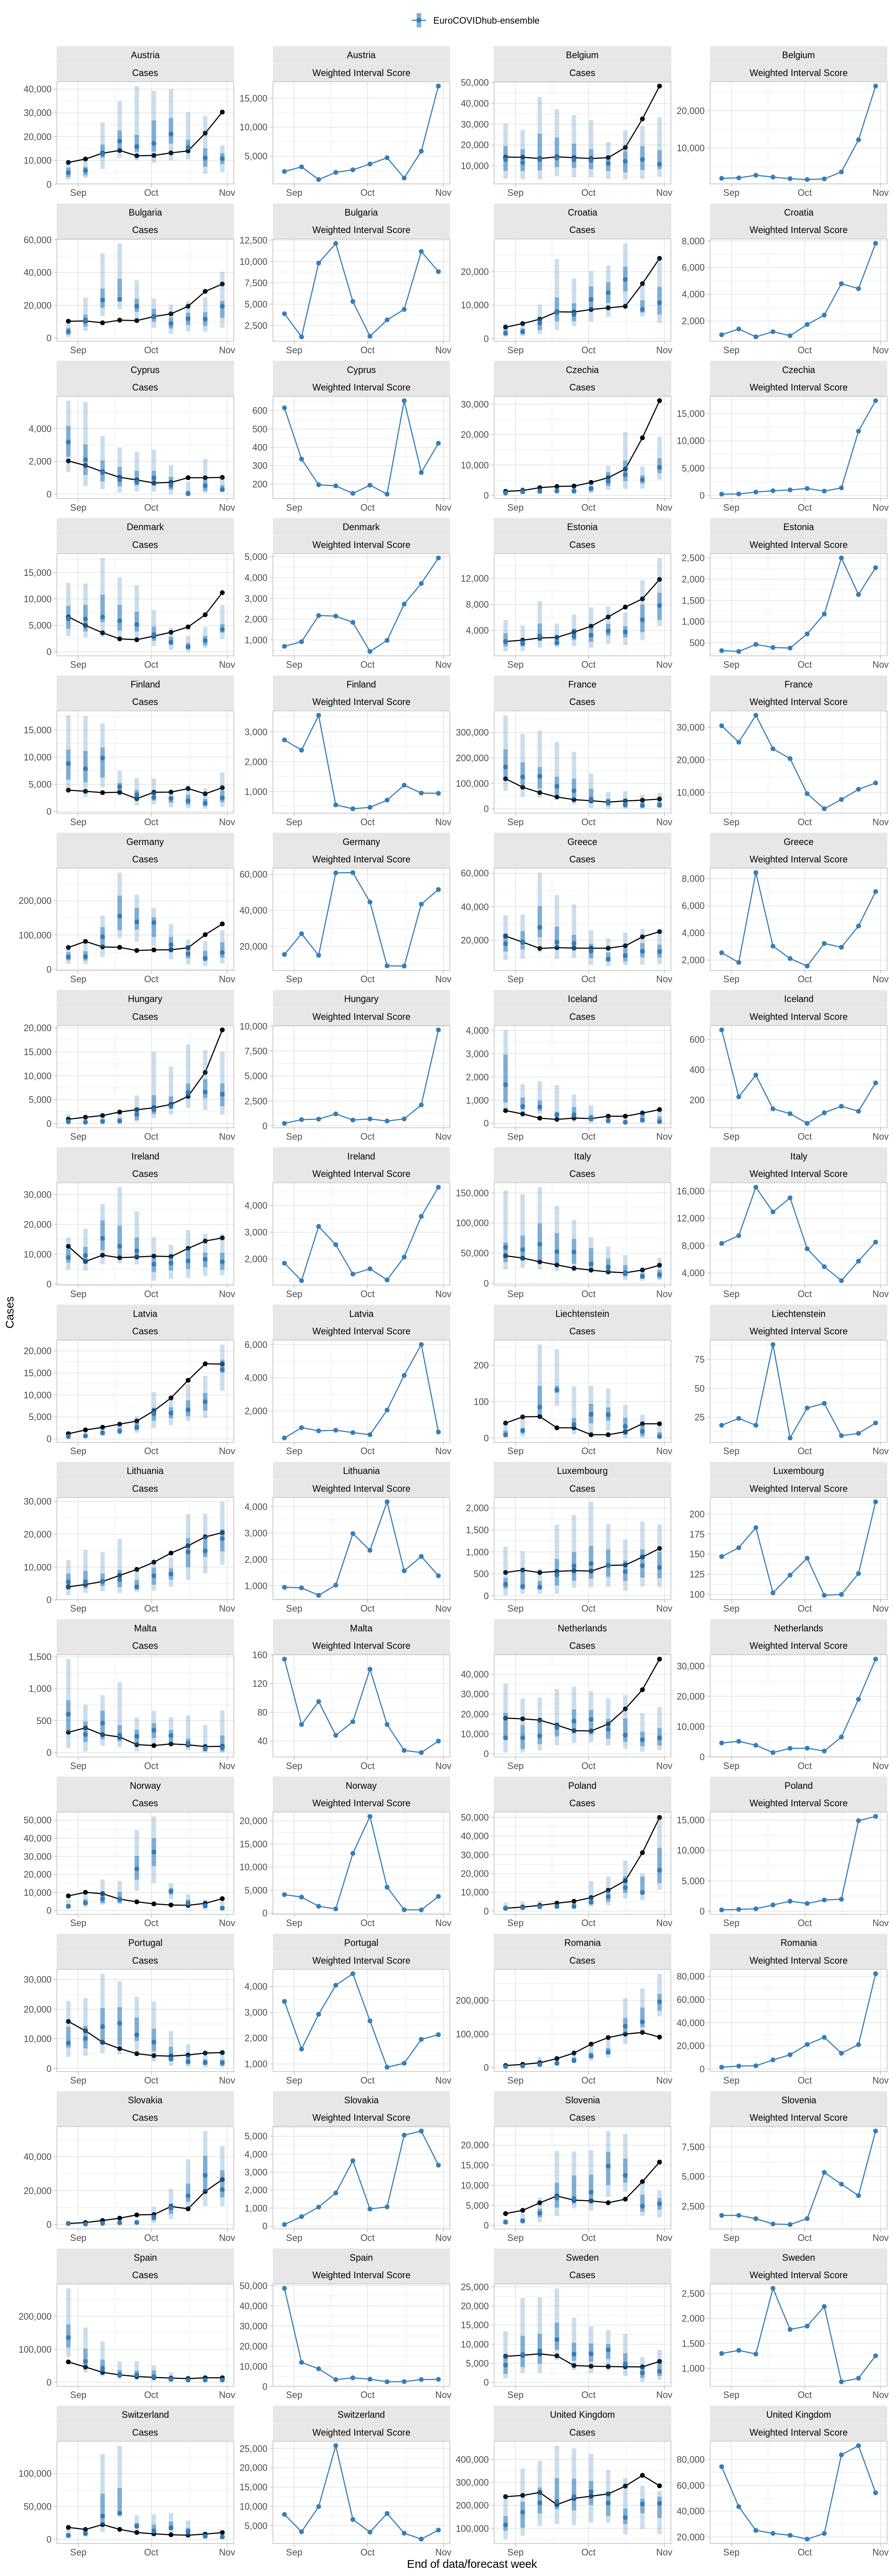 EuroCOVIDhub-ensemble
Cases
Austria
Cases
40,000
30,000
20,000
10,000
0
Sep Oct Nov
Austria
Weighted Interval Score
15,000
5,000
Sep Oct Nov
Belgium
Cases
50,000
40,000
30,000
20,000
10,000
Sep Oct Nov
Belgium
Weighted Interval Score
20,000
10,000
Sep Oct Nov
Bulgaria
Cases
60,000
40,000
20,000
0
Sep Oct Nov
Bulgaria
Weighted Interval Score
12,500
10,000
7,500
5,000
2,500
Sep Oct Nov
Croatia
Cases
20,000
10,000
0
Sep Oct Nov
Croatia
Weighted Interval Score
8,000
6,000
4,000
2,000
Sep Oct Nov
Cyprus
Cases
4,000
2,000
0
Sep Oct Nov
Cyprus
Weighted Interval Score
600
500
400
300
200
Sep Oct Nov
Czechia
Cases
30,000
20,000
10,000
0
Sep Oct Nov
Czechia
Weighted Interval Score
15,000
10,000
5,000
0
Sep Oct Nov
Denmark
Cases
15,000
10,000
5,000
0
Sep Oct Nov
Denmark
Weighted Interval Score
5,000
4,000
3,000
2,000
1,000
Sep Oct Nov
Estonia
Cases
12,000
8,000
4,000
Sep Oct Nov
Estonia
Weighted Interval Score
2,500
2,000
1,500
1,000
500
Sep Oct Nov
Finland
Cases
15,000
10,000
5,000
0
Sep Oct Nov
Finland
Weighted Interval Score
3,000
2,000
1,000
Sep Oct Nov
France
Cases
300,000
200,000
100,000
0
Sep Oct Nov
France
Weighted Interval Score
30,000
20,000
10,000
Sep Oct Nov
Germany
Cases
200,000
100,000
0
Sep Oct Nov
Germany
Weighted Interval Score
60,000
40,000
20,000
Sep Oct Nov
Greece
Cases
60,000
40,000
20,000
Sep Oct Nov
Greece
Weighted Interval Score
8,000
6,000
4,000
2,000
Sep Oct Nov
Hungary
Cases
20,000
15,000
10,000
5,000
0
Sep Oct Nov
Hungary
Weighted Interval Score
10,000
7,500
5,000
2,500
0
Sep Oct Nov
Iceland
Cases
4,000
3,000
2,000
1,000
0
Sep Oct Nov
Iceland
Weighted Interval Score
600
400
200
Sep Oct Nov
Ireland
Cases
30,000
20,000
10,000
0
Sep Oct Nov
Ireland
Weighted Interval Score
4,000
3,000
2,000
Sep Oct Nov
Italy
Cases
150,000
100,000
50,000
0
Sep Oct Nov
Italy
Weighted Interval Score
16,000
12,000
8,000
4,000
Sep Oct Nov
Latvia
Cases
20,000
15,000
10,000
5,000
0
Sep Oct Nov
Latvia
Weighted Interval Score
6,000
4,000
2,000
Sep Oct Nov
Liechtenstein
Cases
200
100
0
Sep Oct Nov
Liechtenstein
Weighted Interval Score
75
50
25
Sep Oct Nov
Lithuania
Cases
30,000
20,000
10,000
0
Sep Oct Nov
Lithuania
Weighted Interval Score
4,000
3,000
2,000
1,000
Sep Oct Nov
Luxembourg
Cases
2,000
1,500
1,000
500
0
Sep Oct Nov
Luxembourg
Weighted Interval Score
200
175
150
125
100
Sep Oct Nov
Malta
Cases
1,500
1,000
500
0
Sep Oct Nov
Malta
Weighted Interval Score
160
120
80
40
Sep Oct Nov
Netherlands
Cases
40,000
30,000
20,000
10,000
0
Sep Oct Nov
Netherlands
Weighted Interval Score
30,000
20,000
10,000
0
Sep Oct Nov
Norway
Cases
50,000
40,000
30,000
20,000
10,000
0
Sep Oct Nov
Norway
Weighted Interval Score
20,000
15,000
10,000
5,000
0
Sep Oct Nov
Poland
Cases
50,000
40,000
30,000
20,000
10,000
0
Sep Oct Nov
Poland
Weighted Interval Score
15,000
10,000
5,000
0
Sep Oct Nov
Portugal
Cases
30,000
20,000
10,000
0
Sep Oct Nov
Portugal
Weighted Interval Score
4,000
3,000
2,000
1,000
Sep Oct Nov
Romania
Cases
200,000
100,000
0
Sep Oct Nov
Romania
Weighted Interval Score
80,000
60,000
40,000
20,000
0
Sep Oct Nov
Slovakia
Cases
40,000
20,000
0
Sep Oct Nov
Slovakia
Weighted Interval Score
5,000
4,000
3,000
2,000
1,000
0
Sep Oct Nov
Slovenia
Cases
20,000
15,000
10,000
5,000
0
Sep Oct Nov
Slovenia
Weighted Interval Score
7,500
5,000
2,500
Sep Oct Nov
Spain
Cases
200,000
100,000
0
Sep Oct Nov
Spain
Weighted Interval Score
50,000
40,000
30,000
20,000
10,000
0
Sep Oct Nov
Sweden
Cases
25,000
20,000
15,000
10,000
5,000
0
Sep Oct Nov
Sweden
Weighted Interval Score
2,500
2,000
1,500
1,000
Sep Oct Nov
Switzerland
Cases
100,000
50,000
0
Sep Oct Nov
Switzerland
Weighted Interval Score
25,000
20,000
15,000
10,000
5,000
Sep Oct Nov
United Kingdom
Cases
400,000
300,000
200,000
100,000
Sep Oct Nov
United Kingdom
Weighted Interval Score
80,000
60,000
40,000
20,000
Sep Oct Nov
End of data/forecast week